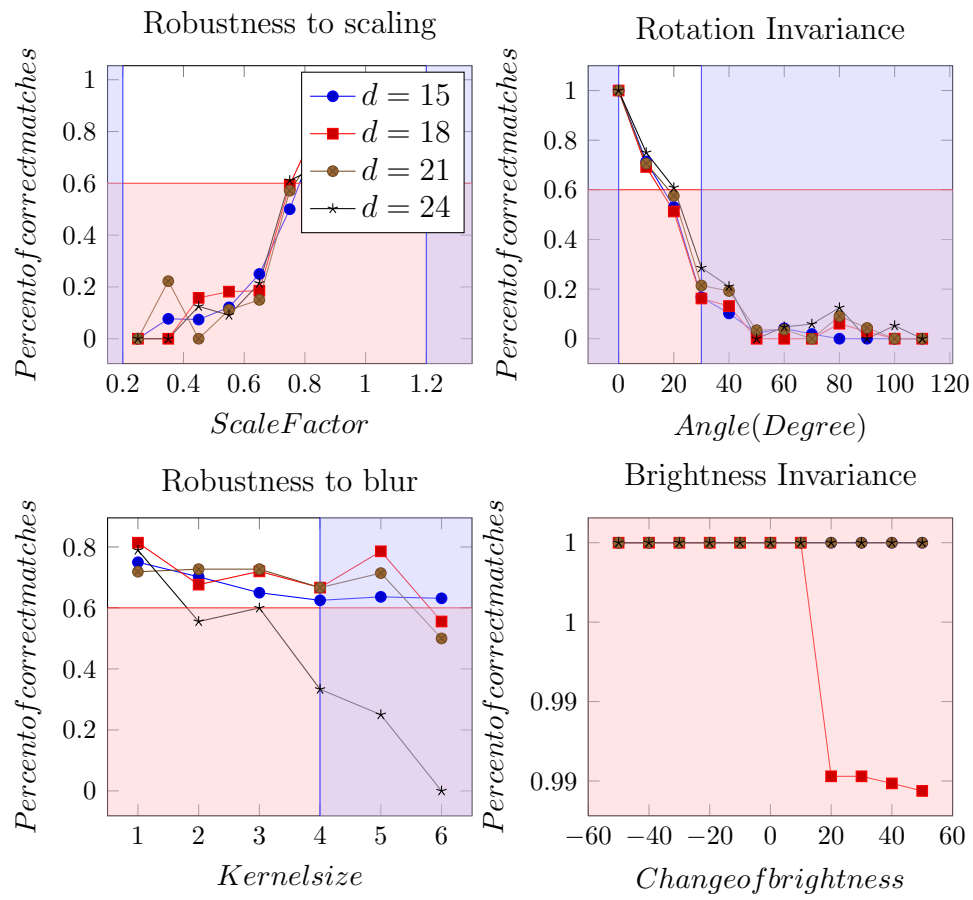 Robustness to scaling
Percentofcorrectmatches
1
0.8
0.6
0.4
0.2
0
0.2 0.4 0.6 0.8 1 1.2
ScaleFactor
d = 15
d = 18
d = 21
d = 24
Rotation Invariance
Percentofcorrectmatches
1
0.8
0.6
0.4
0.2
0
0 20 40 60 80 100 120
Angle(Degree)
Robustness to blur
Percentofcorrectmatches
0.8
0.6
0.4
0.2
0
1 2 3 4 5 6
Kernelsize
Brightness Invariance
Percentofcorrectmatches
1
1
0.99
0.99
−60 −40 −20 0 20 40 60
Changeofbrightness